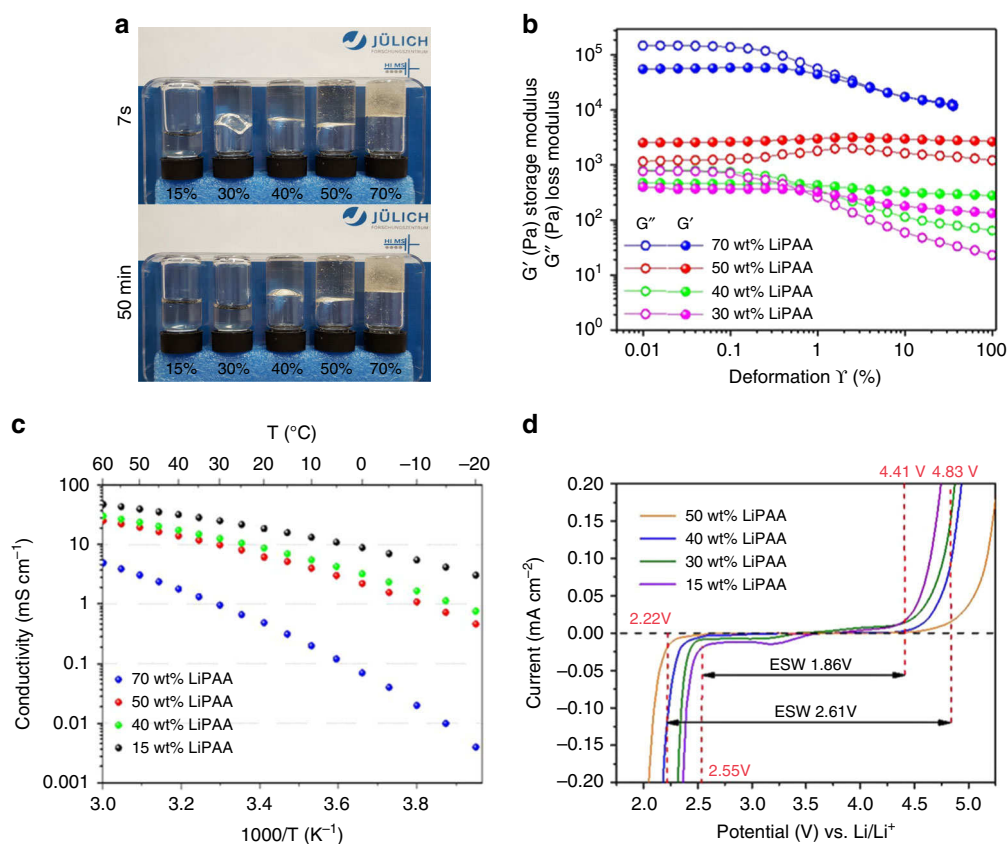 a
JÜLICH
FORSCHUNGSZENTRUM
HI MS
7s
15% 30% 40% 50% 70%
JÜLICH
FORSCHUNGSZENTRUM
HI MS
50 min
15% 30% 40% 50% 70%
b
G′ (Pa) storage modulus
G″ (Pa) loss modulus
10⁵
10⁴
10³
10²
10¹
10⁰
G″ G′
70 wt% LiPAA
50 wt% LiPAA
40 wt% LiPAA
30 wt% LiPAA
0.01 0.1 1 10 100
Deformation ϒ (%)
c
T (°C)
60 50 40 30 20 10 0 –10 –20
Conductivity (mS cm⁻¹)
100
10
1
0.1
0.01
0.001
70 wt% LiPAA
50 wt% LiPAA
40 wt% LiPAA
15 wt% LiPAA
3.0 3.2 3.4 3.6 3.8
1000/T (K⁻¹)
d
4.41 V 4.83 V
Current (mA cm⁻²)
0.20
0.15
0.10
0.05
0.00
–0.05
–0.10
–0.15
–0.20
50 wt% LiPAA
40 wt% LiPAA
30 wt% LiPAA
15 wt% LiPAA
2.22V
ESW 1.86V
ESW 2.61V
2.55V
2.0 2.5 3.0 3.5 4.0 4.5 5.0
Potential (V) vs. Li/Li⁺